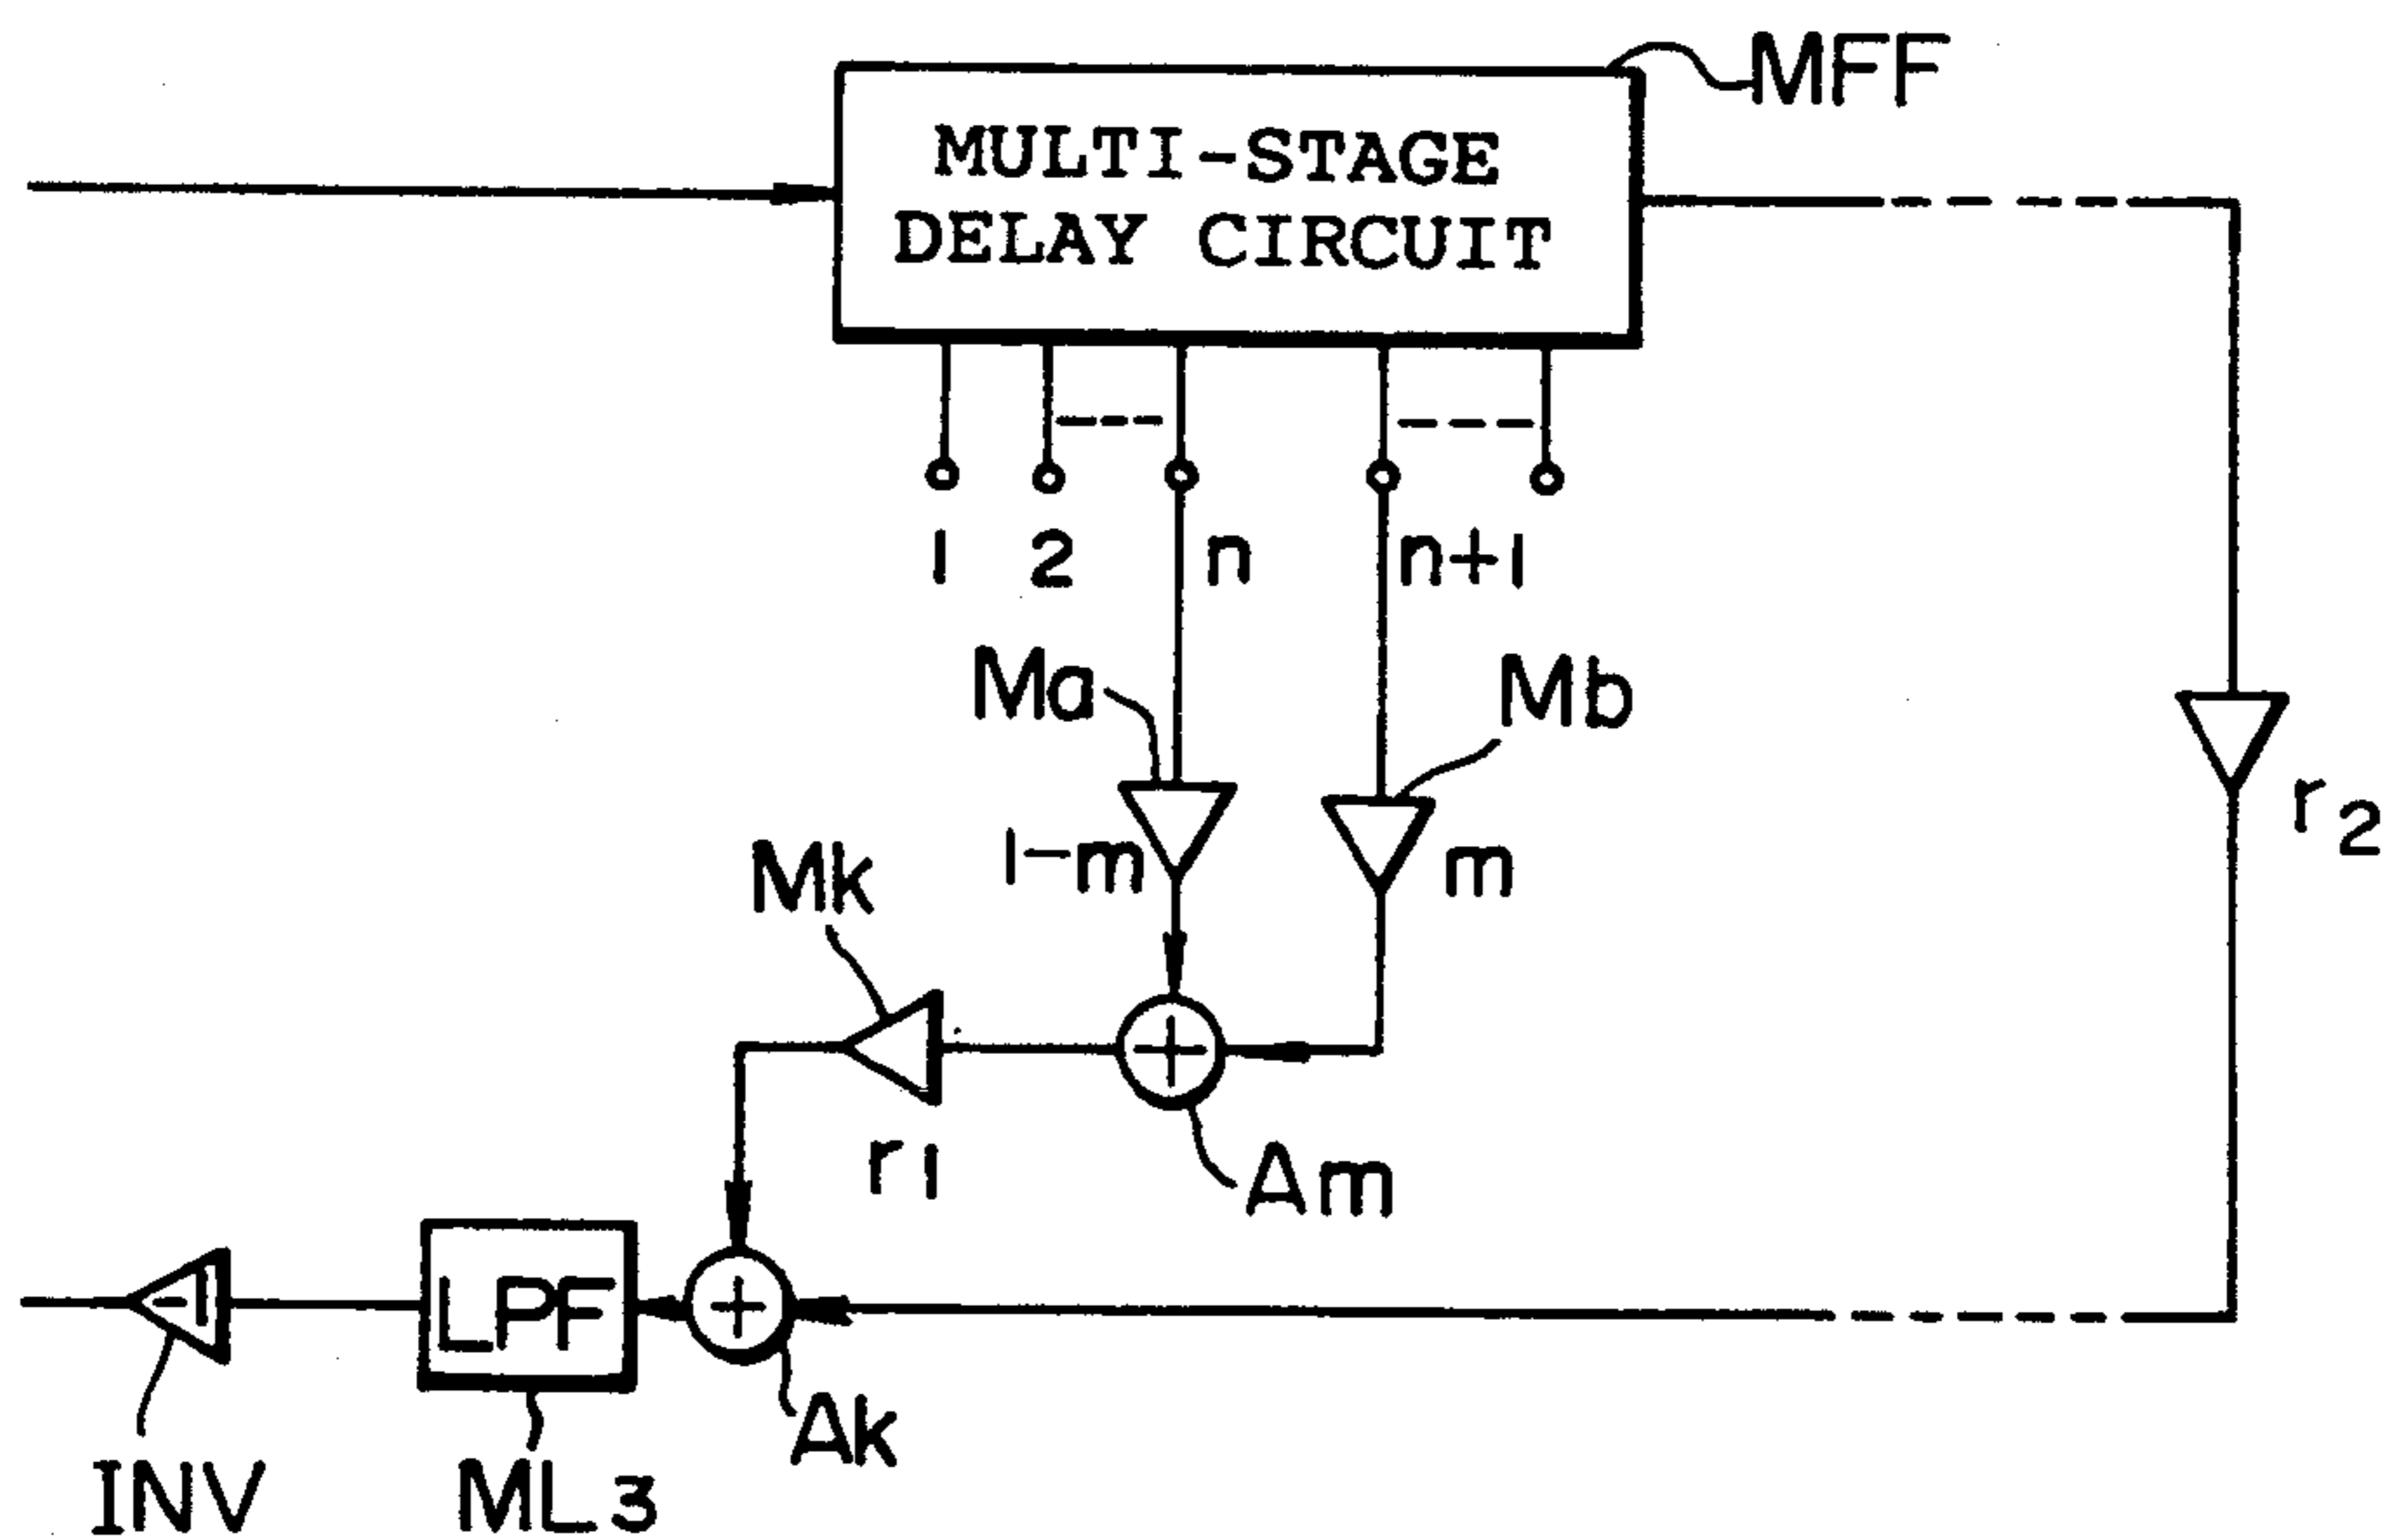 MFF
MULTI-STAGE
DELAY CIRCUIT
1 2 n n+1
Ma
Mb
1-m
m
r2
Mk
r1
Am
LPF
Ak
INV
ML3
-1